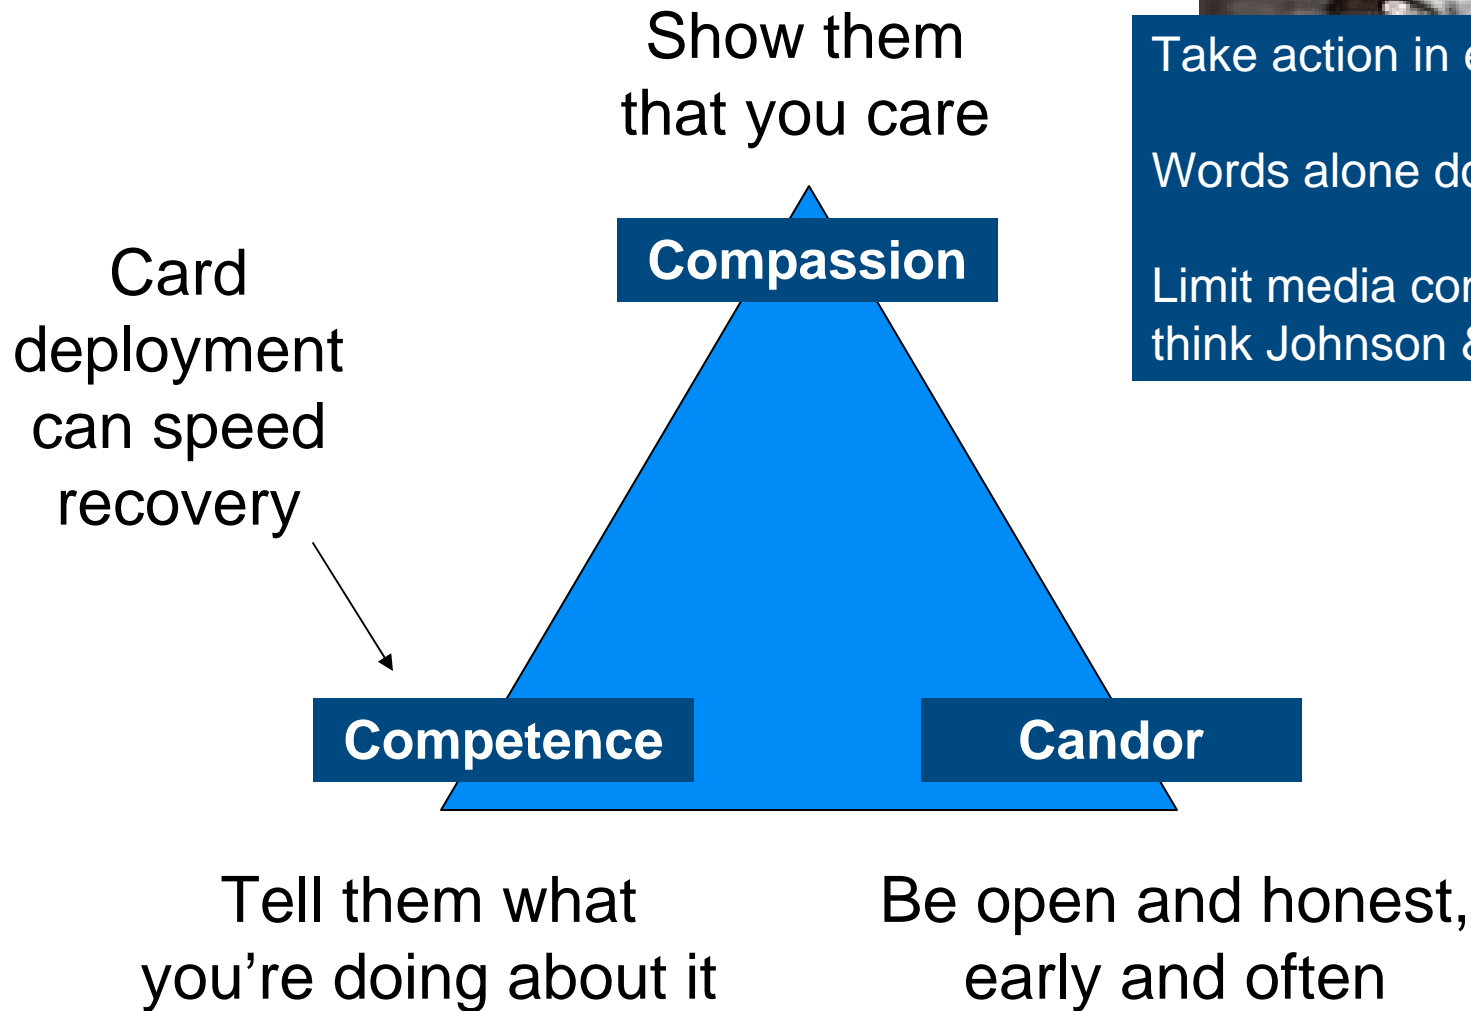 Show them
that you care
Take action in
Words alone
Limit media
think Johnson &
Compassion
Card
deployment
can speed
recovery
Competence
Candor
Tell them what
you’re doing about it
Be open and honest,
early and often